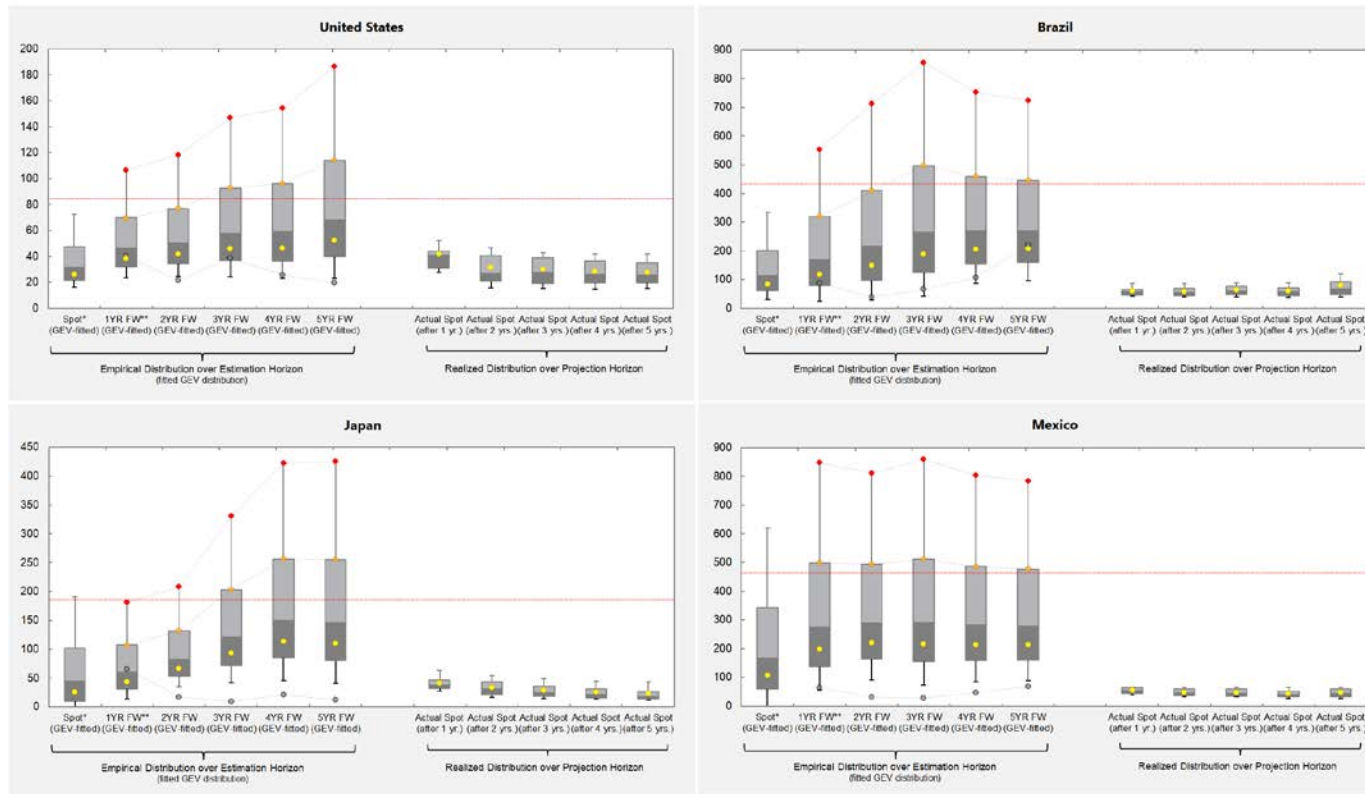 United States
200
180
160
140
120
100
80
60
40
20
0
Spot* 1YR FW** 2YR FW 3YR FW 4YR FW 5YR FW Actual Spot Actual Spot Actual Spot Actual Spot Actual Spot
(GEV-fitted) (GEV-fitted) (GEV-fitted) (GEV-fitted) (GEV-fitted) (GEV-fitted) (after 1 yr.) (after 2 yrs.) (after 3 yrs.) (after 4 yrs.) (after 5 yrs.)
Empirical Distribution over Estimation Horizon Realized Distribution over Projection Horizon
(fitted GEV distribution)
Brazil
900
800
700
600
500
400
300
200
100
0
Spot* 1YR FW** 2YR FW 3YR FW 4YR FW 5YR FW Actual Spot Actual Spot Actual Spot Actual Spot Actual Spot
(GEV-fitted) (GEV-fitted) (GEV-fitted) (GEV-fitted) (GEV-fitted) (GEV-fitted) (after 1 yr.) (after 2 yrs.) (after 3 yrs.) (after 4 yrs.) (after 5 yrs.)
Empirical Distribution over Estimation Horizon Realized Distribution over Projection Horizon
(fitted GEV distribution)
Japan
450
400
350
300
250
200
150
100
50
0
Spot* 1YR FW** 2YR FW 3YR FW 4YR FW 5YR FW Actual Spot Actual Spot Actual Spot Actual Spot Actual Spot
(GEV-fitted) (GEV-fitted) (GEV-fitted) (GEV-fitted) (GEV-fitted) (GEV-fitted) (after 1 yr.) (after 2 yrs.) (after 3 yrs.) (after 4 yrs.) (after 5 yrs.)
Empirical Distribution over Estimation Horizon Realized Distribution over Projection Horizon
(fitted GEV distribution)
Mexico
900
800
700
600
500
400
300
200
100
0
Spot* 1YR FW** 2YR FW 3YR FW 4YR FW 5YR FW Actual Spot Actual Spot Actual Spot Actual Spot Actual Spot
(GEV-fitted) (GEV-fitted) (GEV-fitted) (GEV-fitted) (GEV-fitted) (GEV-fitted) (after 1 yr.) (after 2 yrs.) (after 3 yrs.) (after 4 yrs.) (after 5 yrs.)
Empirical Distribution over Estimation Horizon Realized Distribution over Projection Horizon
(fitted GEV distribution)